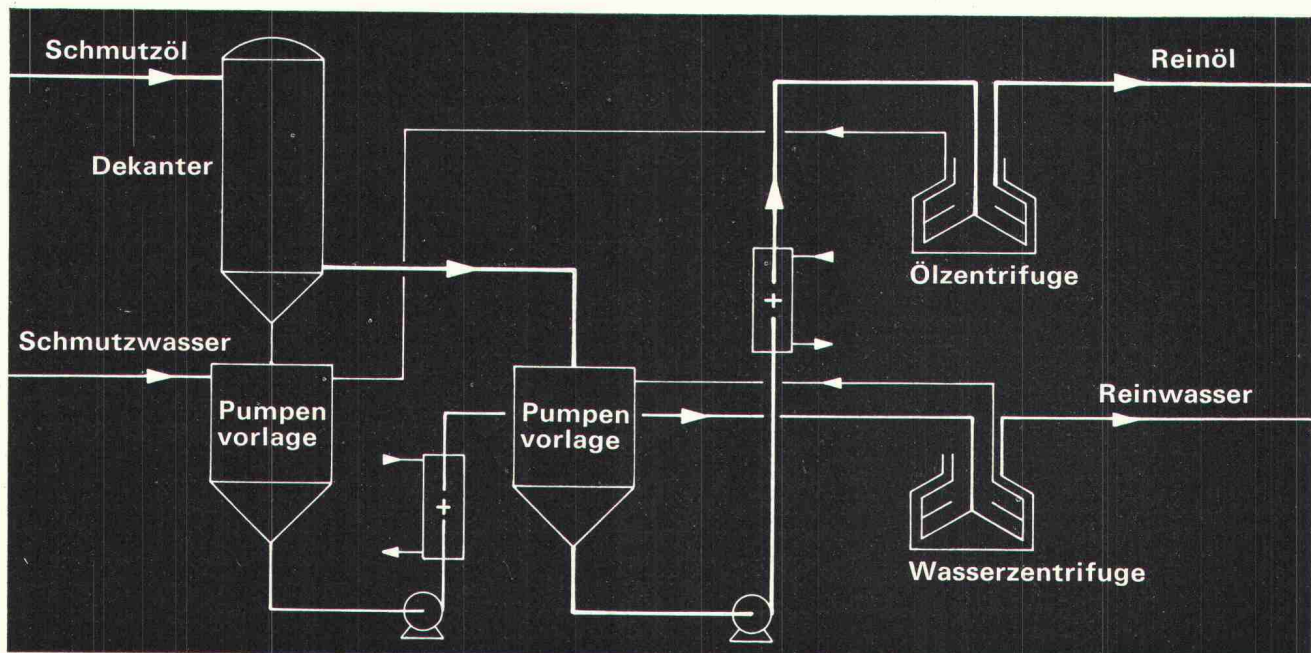 Schmutzöl
Reinöl
Dekanter
Ölzentrifuge
Schmutzwasser
Pumpen
vorlage
Pumpen
vorlage
Reinwasser
Wasserzentrifuge